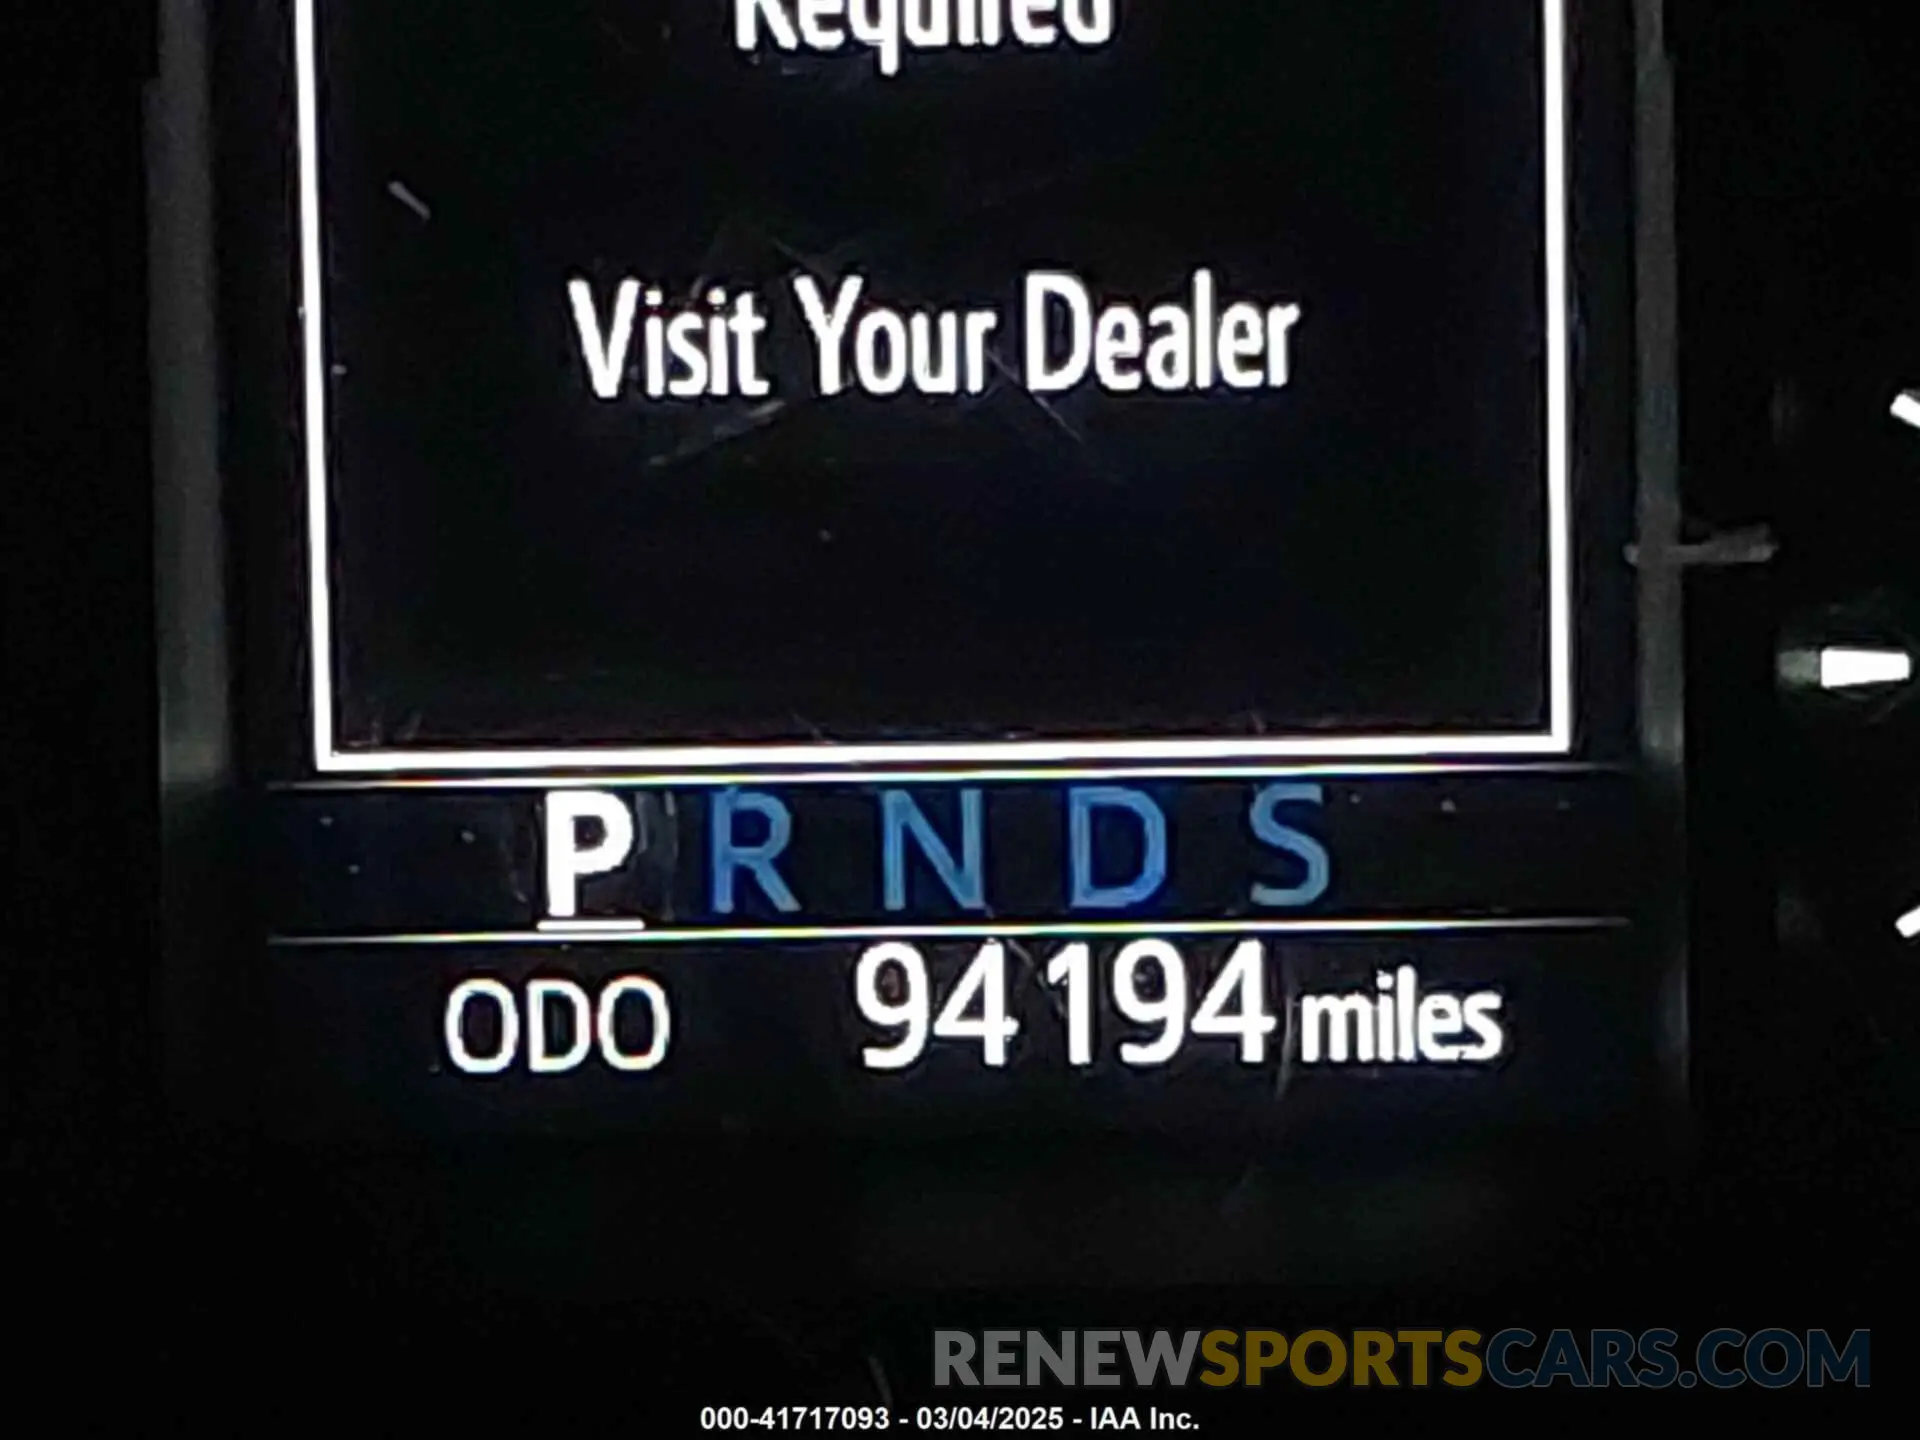 Required
Visit Your Dealer
P R N D S
ODO 94194 miles
RENEWSPORTSCARS.COM
000-41717093 - 03/04/2025 - IAA Inc.